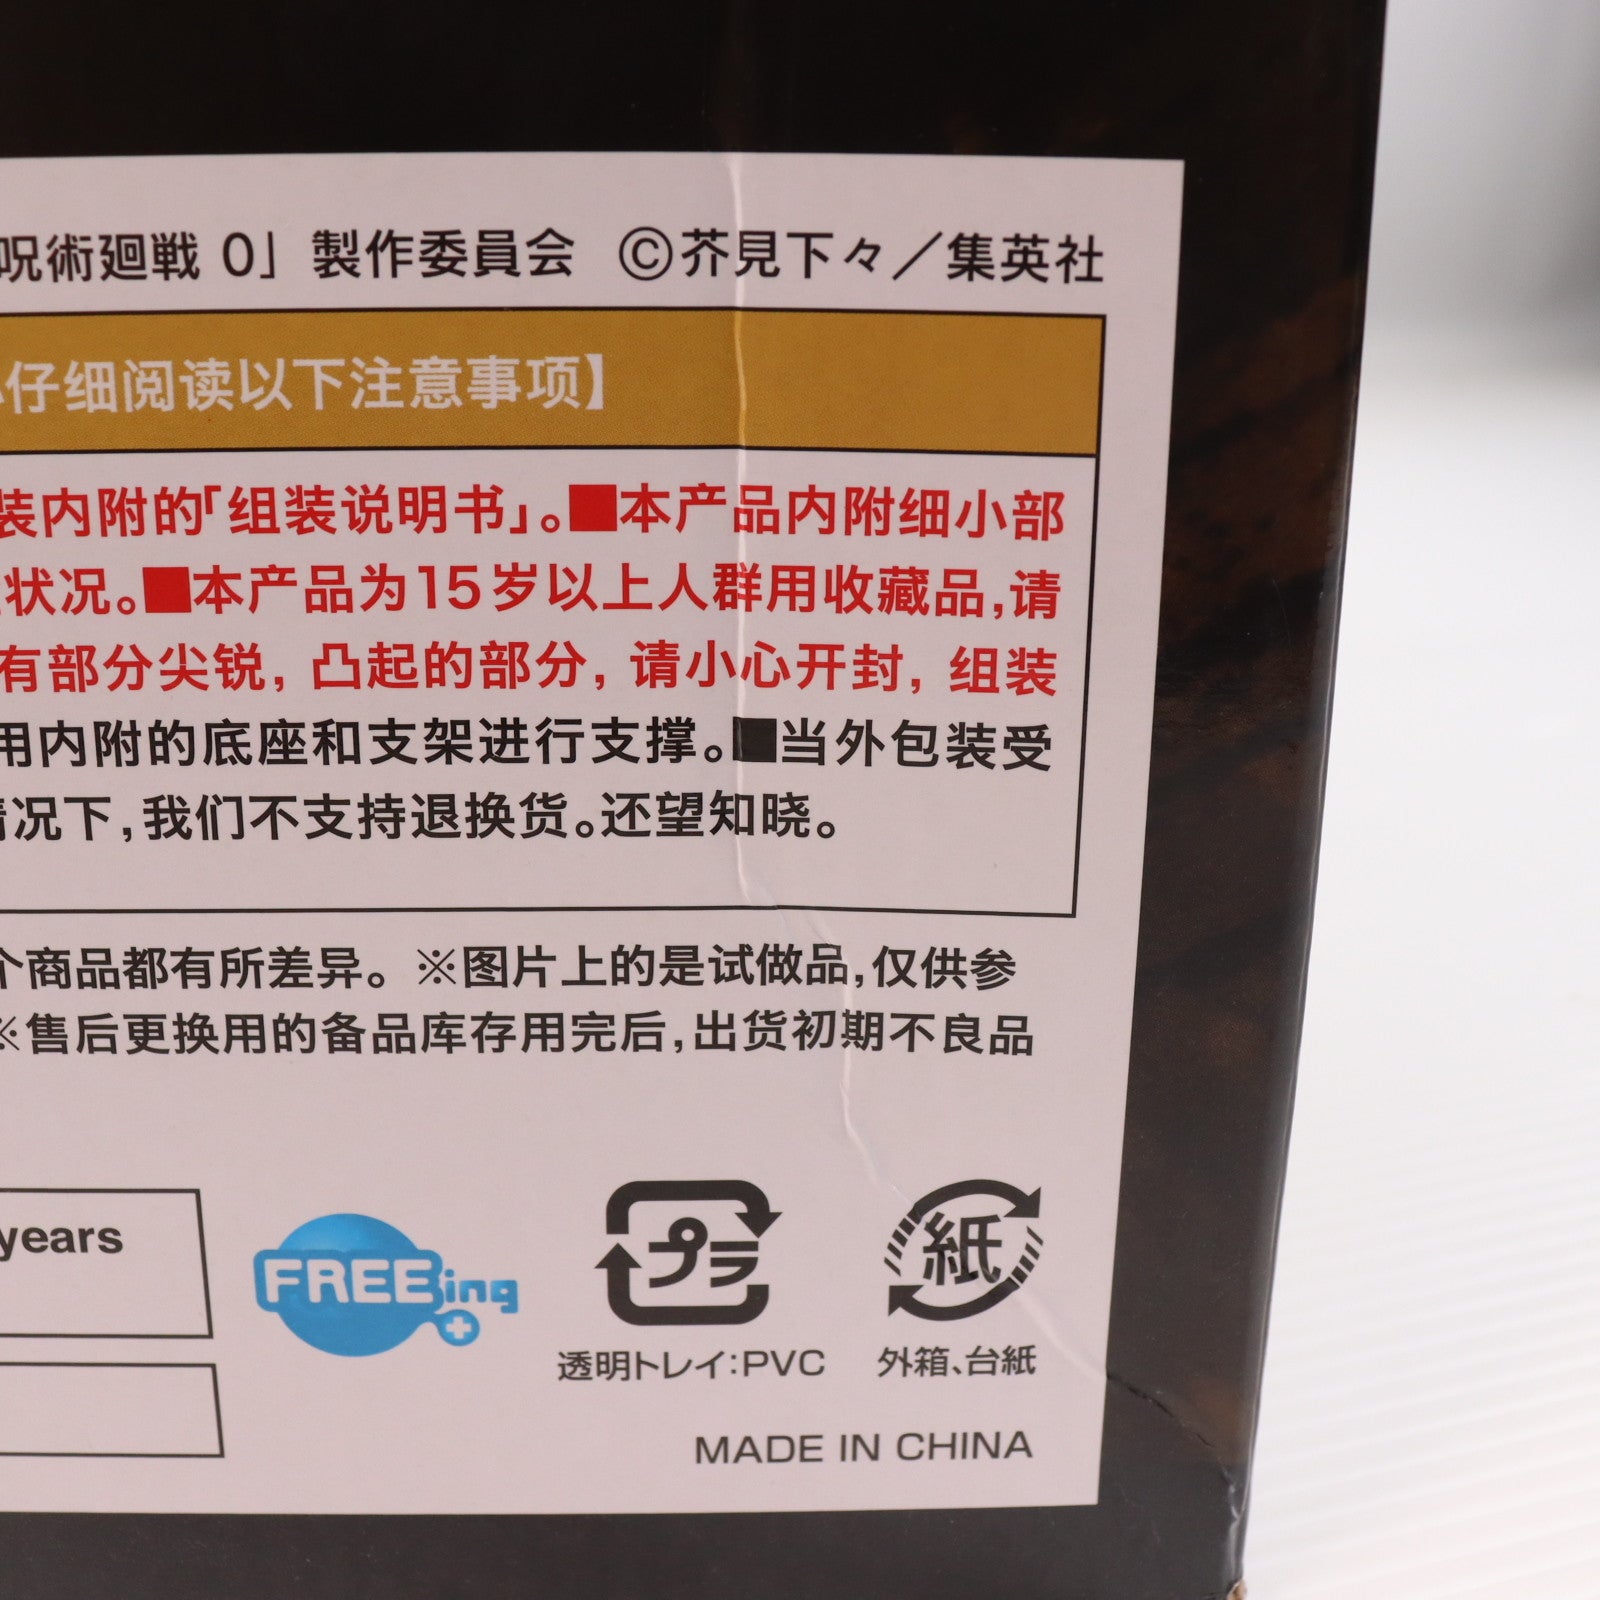 呪術廻戦 0」 製作委員会 ©芥見下々／集英社
仔细阅读以下注意事项】
装内附的「组装说明书」。■本产品内附细小部
状况。■本产品为15岁以上人群用收藏品,请
有部分尖锐, 凸起的部分, 请小心开封, 组装
用内附的底座和支架进行支撑。■当外包装受
情况下,我们不支持退换货。还望知晓。
个商品都有所差异。※图片上的是试做品,仅供参
※售后更换用的备品库存用完后,出货初期不良品
years
FREEing
プラ
紙
透明トレイ:PVC
外箱、台紙
MADE IN CHINA